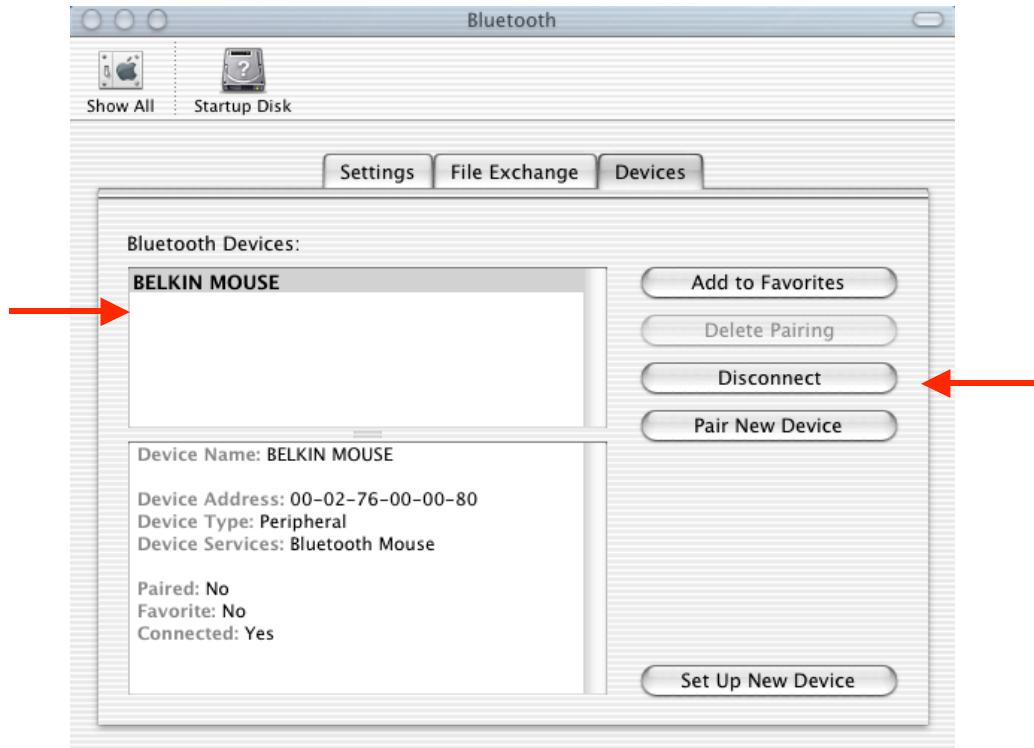 Bluetooth
Show All
Startup Disk
Settings
File Exchange
Devices
Bluetooth Devices:
BELKIN MOUSE
Add to Favorites
Delete Pairing
Disconnect
Pair New Device
Device Name: BELKIN MOUSE
Device Address: 00-02-76-00-00-80
Device Type: Peripheral
Device Services: Bluetooth Mouse
Paired: No
Favorite: No
Connected: Yes
Set Up New Device